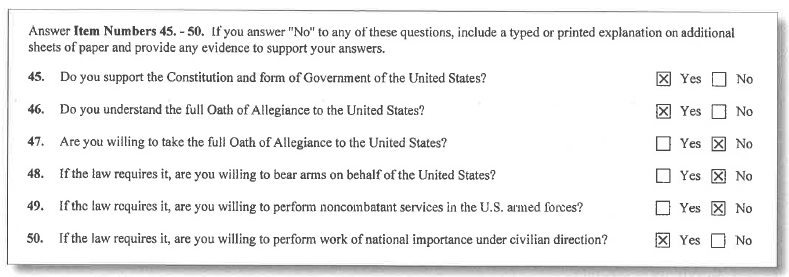 Answer Item Numbers 45. - 50. If you answer "No" to any of these questions, include a typed or printed explanation on additional
sheets of paper and provide any evidence to support your answers.
45. Do you support the Constitution and form of Government of the United States? ☒ Yes ☐ No
46. Do you understand the full Oath of Allegiance to the United States? ☒ Yes ☐ No
47. Are you willing to take the full Oath of Allegiance to the United States? ☐ Yes ☒ No
48. If the law requires it, are you willing to bear arms on behalf of the United States? ☐ Yes ☒ No
49. If the law requires it, are you willing to perform noncombatant services in the U.S. armed forces? ☐ Yes ☒ No
50. If the law requires it, are you willing to perform work of national importance under civilian direction? ☒ Yes ☐ No